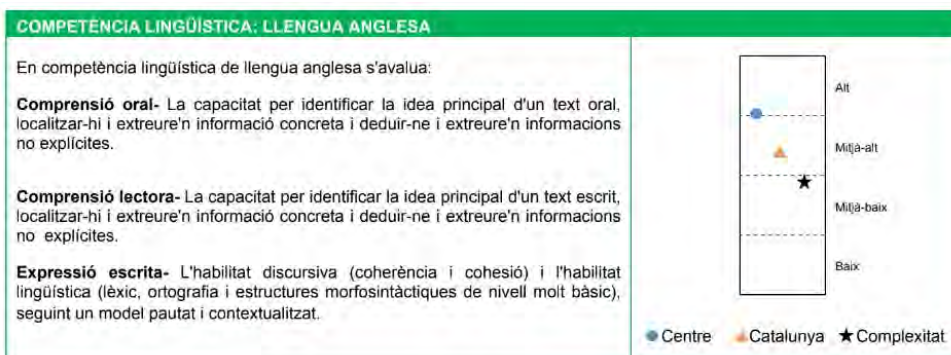 COMPETÈNCIA LINGÜÍSTICA: LLENGUA ANGLESA
En competència lingüística de llengua anglesa s'avalua:
Comprensió oral- La capacitat per identificar la idea principal d'un text oral,
localitzar-hi i extreure'n informació concreta i deduir-ne i extreure'n informacions
no explícites.
Comprensió lectora- La capacitat per identificar la idea principal d'un text escrit,
localitzar-hi i extreure'n informació concreta i deduir-ne i extreure'n informacions
no explícites.
Expressió escrita- L'habilitat discursiva (coherència i cohesió) i l'habilitat
lingüística (lèxic, ortografia i estructures morfosintàctiques de nivell molt bàsic),
seguint un model pautat i contextualitzat.
Alt
Mitjà-alt
Mitjà-baix
Baix
Centre Catalunya Complexitat